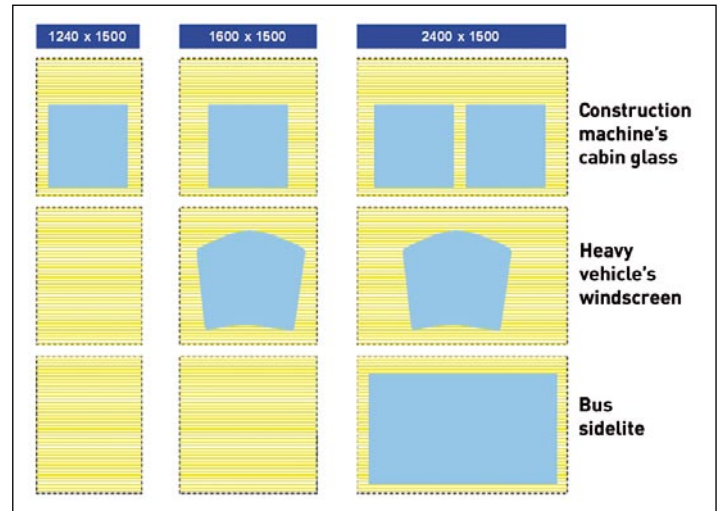 1240 x 1500
1600 x 1500
2400 x 1500
Construction
machine's
cabin glass
Heavy
vehicle's
windscreen
Bus
sidelite